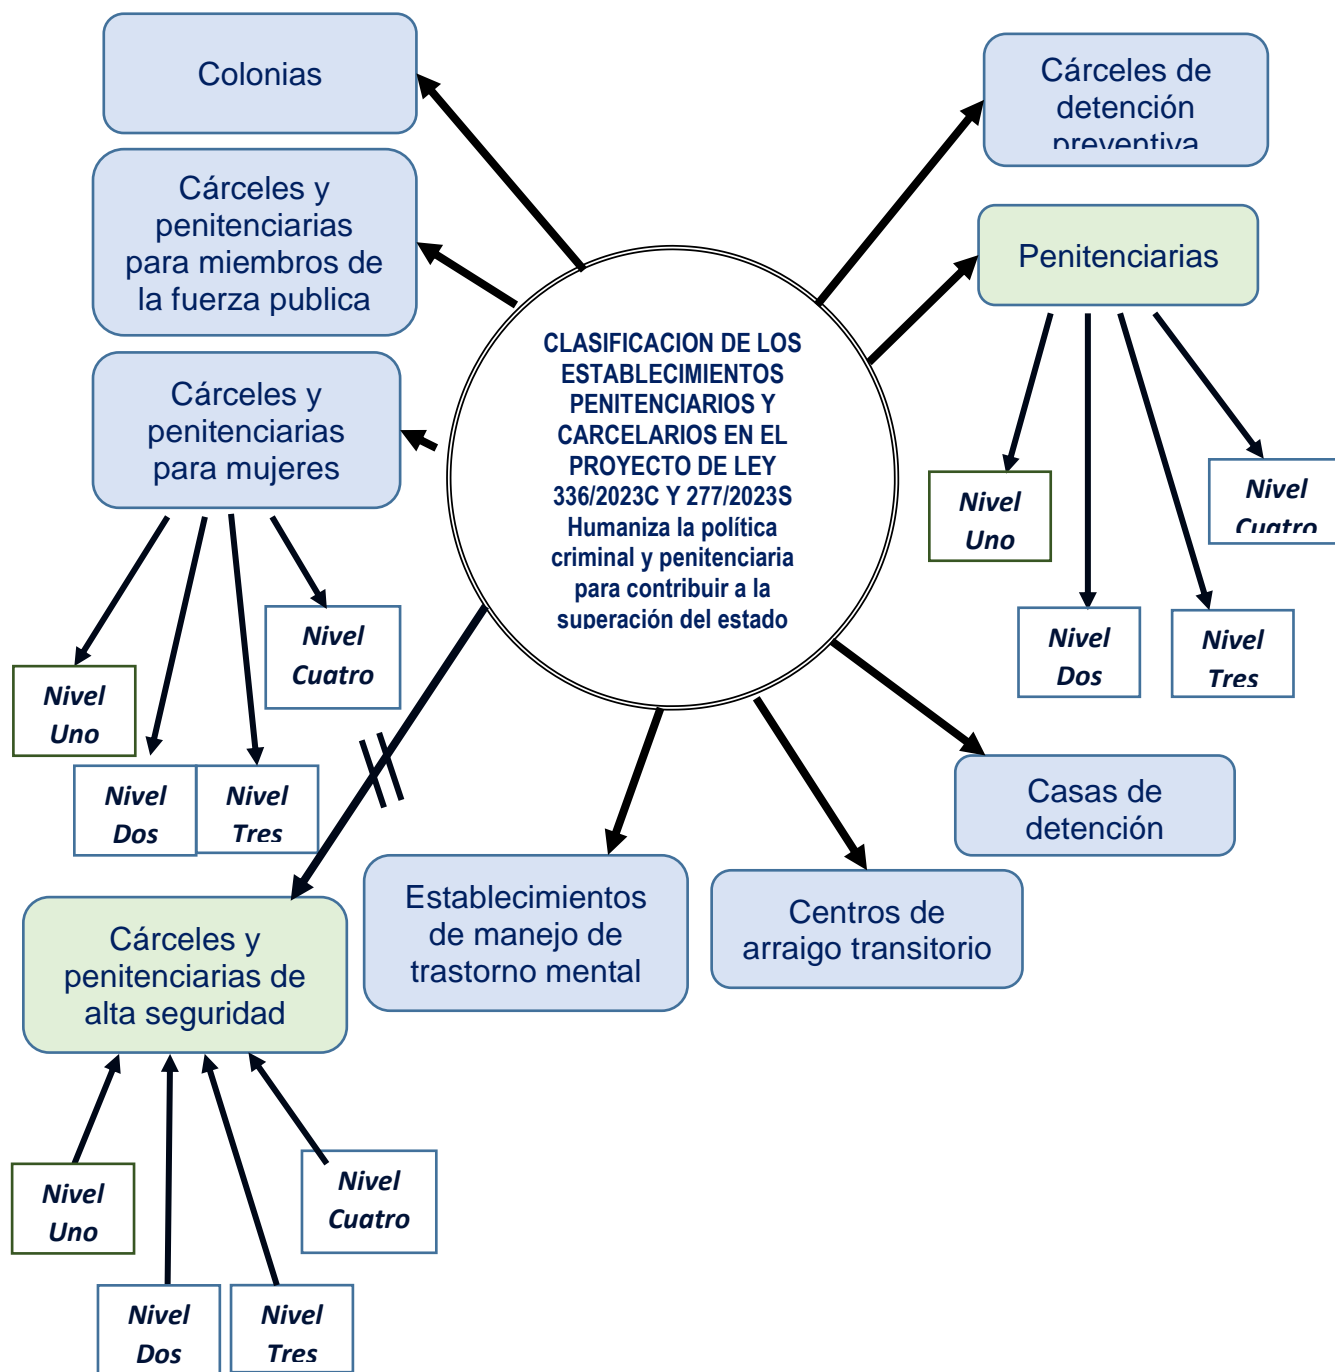 Colonias
Cárceles de
detención
preventiva
Cárceles y
penitenciarias
para miembros de
la fuerza publica
Penitenciarias
CLASIFICACION DE LOS
ESTABLECIMIENTOS
PENITENCIARIOS Y
CARCELARIOS EN EL
PROYECTO DE LEY
336/2023C Y 277/2023S
Humaniza la política
criminal y penitenciaria
para contribuir a la
superación del estado
Cárceles y
penitenciarias
para mujeres
Nivel
Uno
Nivel
Cuatro
Nivel
Dos
Nivel
Tres
Nivel
Uno
Nivel
Cuatro
Nivel
Dos
Nivel
Tres
Casas de
detención
Establecimientos
de manejo de
trastorno mental
Centros de
arraigo transitorio
Cárceles y
penitenciarias de
alta seguridad
Nivel
Uno
Nivel
Cuatro
Nivel
Dos
Nivel
Tres